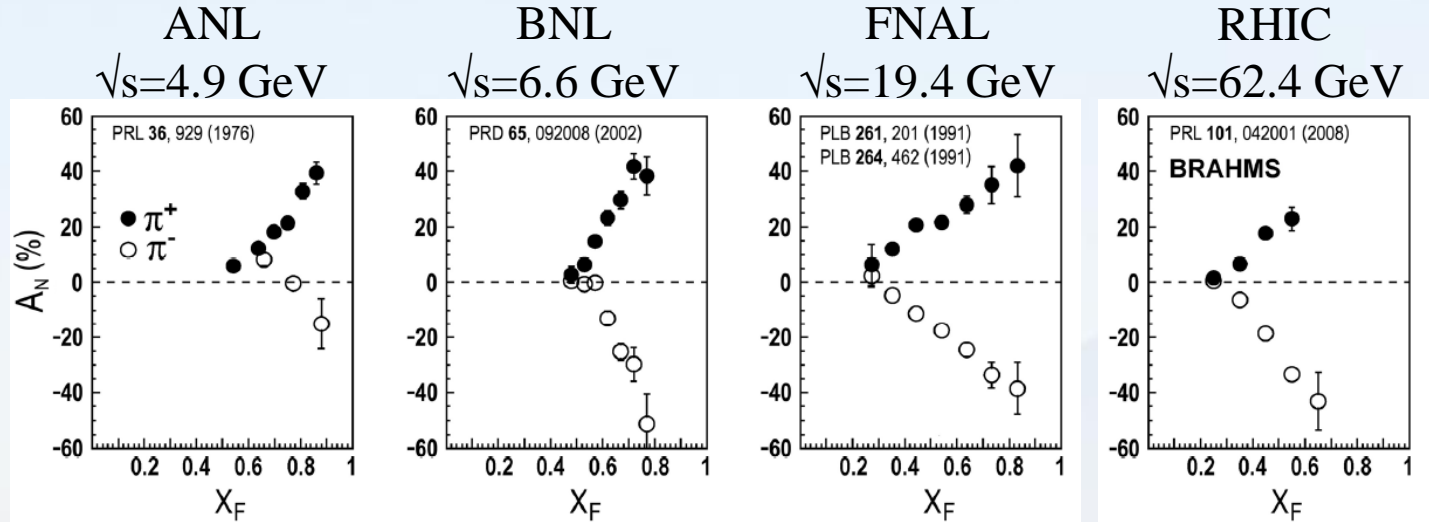 ANL
√s=4.9 GeV
BNL
√s=6.6 GeV
FNAL
√s=19.4 GeV
RHIC
√s=62.4 GeV
A_N (%)
60
40
20
0
-20
-40
-60
PRL 36, 929 (1976)
π+
π-
0.2 0.4 0.6 0.8 1
X_F
60
40
20
0
-20
-40
-60
PRD 65, 092008 (2002)
0.2 0.4 0.6 0.8 1
X_F
60
40
20
0
-20
-40
-60
PLB 261, 201 (1991)
PLB 264, 462 (1991)
0.2 0.4 0.6 0.8 1
X_F
60
40
20
0
-20
-40
-60
PRL 101, 042001 (2008)
BRAHMS
0.2 0.4 0.6 0.8 1
X_F